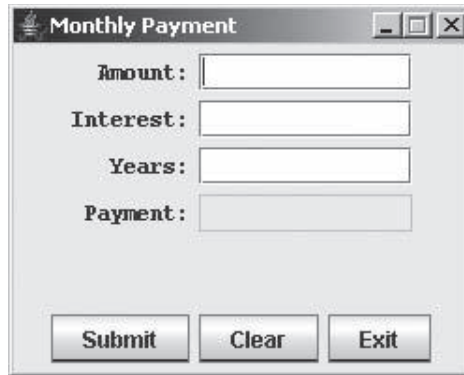 Monthly Payment
Amount:
Interest:
Years:
Payment:
Submit Clear Exit